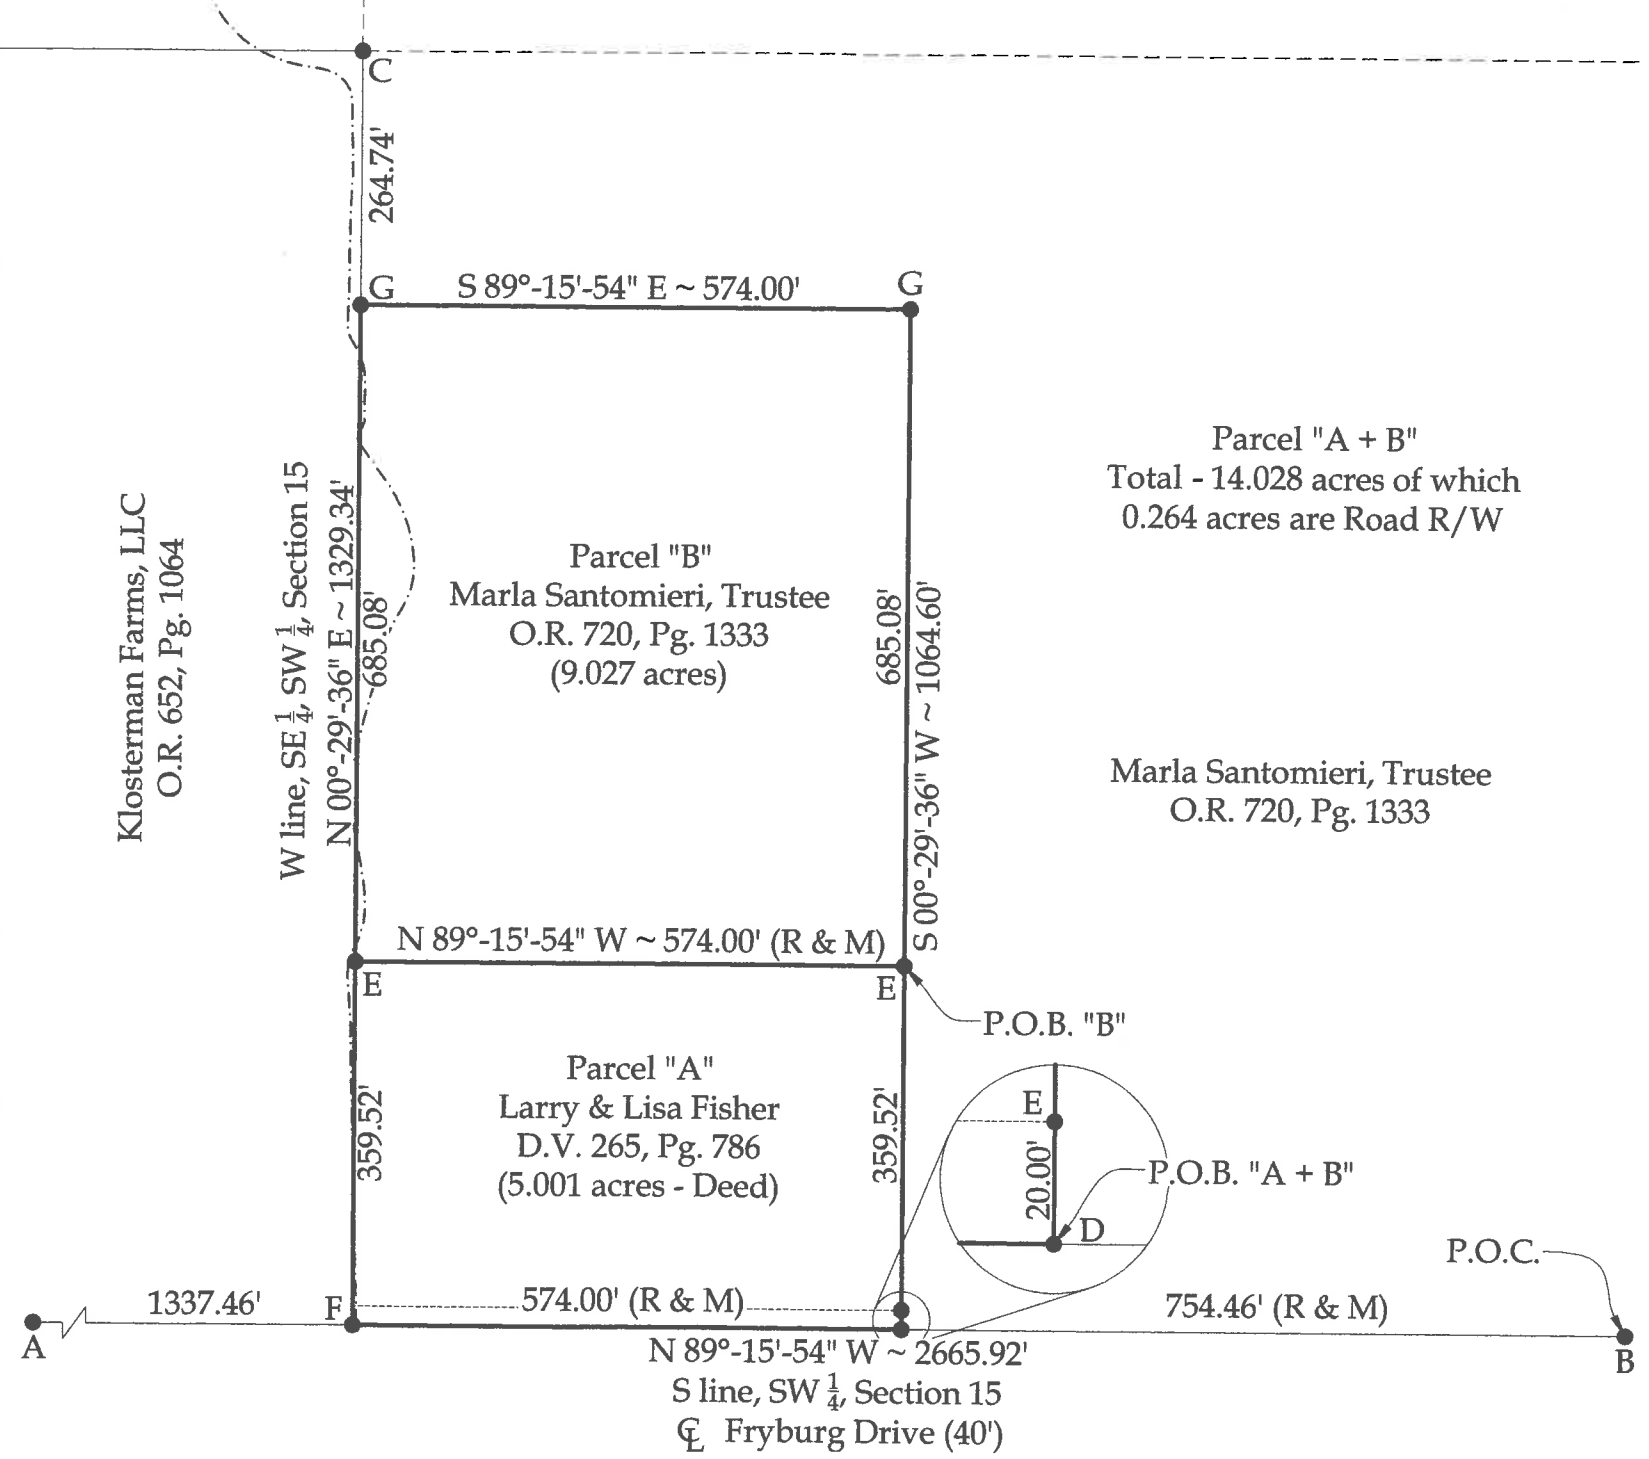 C
264.74'
G
S 89°-15'-54" E ~ 574.00'
G
Parcel "A + B"
Total - 14.028 acres of which
0.264 acres are Road R/W
Klosterman Farms, LLC
O.R. 652, Pg. 1064
W line, SE 1/4, SW 1/4, Section 15
N 00°-29'-36" E ~ 1329.34'
685.08'
Parcel "B"
Marla Santomieri, Trustee
O.R. 720, Pg. 1333
(9.027 acres)
685.08'
S 00°-29'-36" W ~ 1064.60'
Marla Santomieri, Trustee
O.R. 720, Pg. 1333
N 89°-15'-54" W ~ 574.00' (R & M)
E
E
P.O.B. "B"
Parcel "A"
Larry & Lisa Fisher
D.V. 265, Pg. 786
(5.001 acres - Deed)
359.52'
359.52'
E
20.00'
P.O.B. "A + B"
D
P.O.C.
1337.46'
F
574.00' (R & M)
754.46' (R & M)
A
B
N 89°-15'-54" W ~ 2665.92'
S line, SW 1/4, Section 15
℄ Fryburg Drive (40')